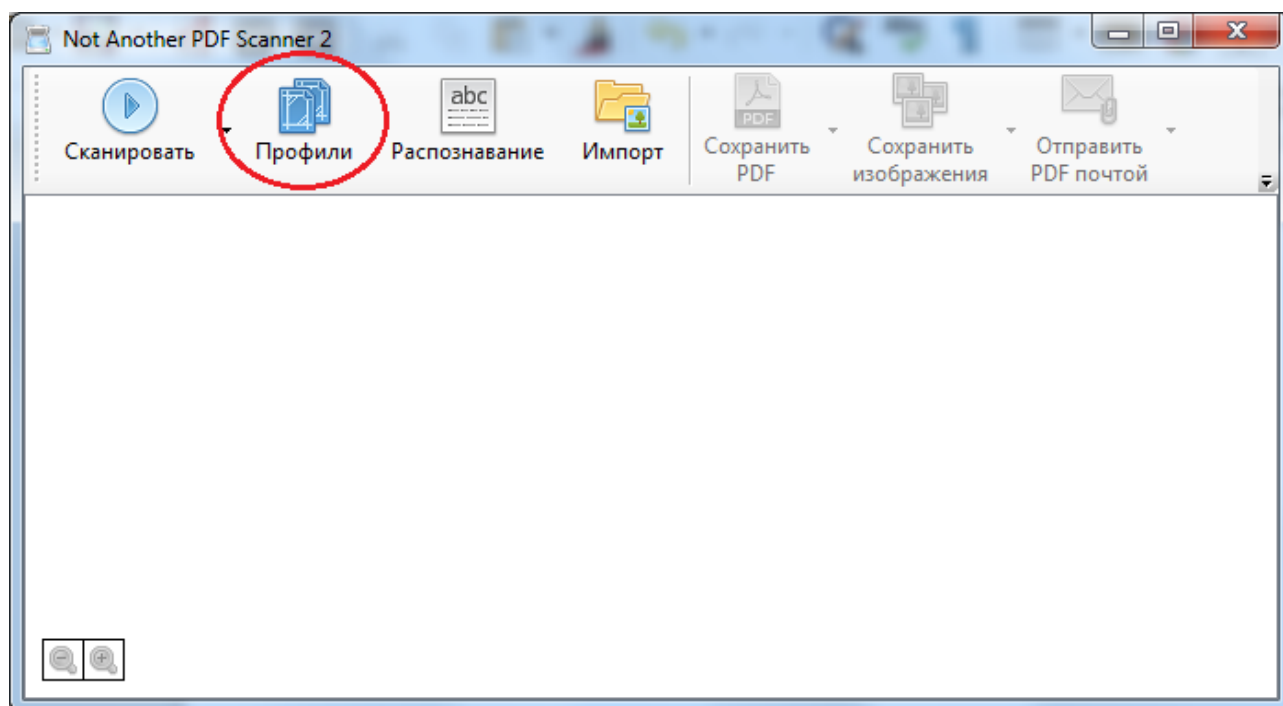 Not Another PDF Scanner 2
abc
PDF
Сканировать
Профили
Распознавание
Импорт
Сохранить
PDF
Сохранить
изображения
Отправить
PDF почтой